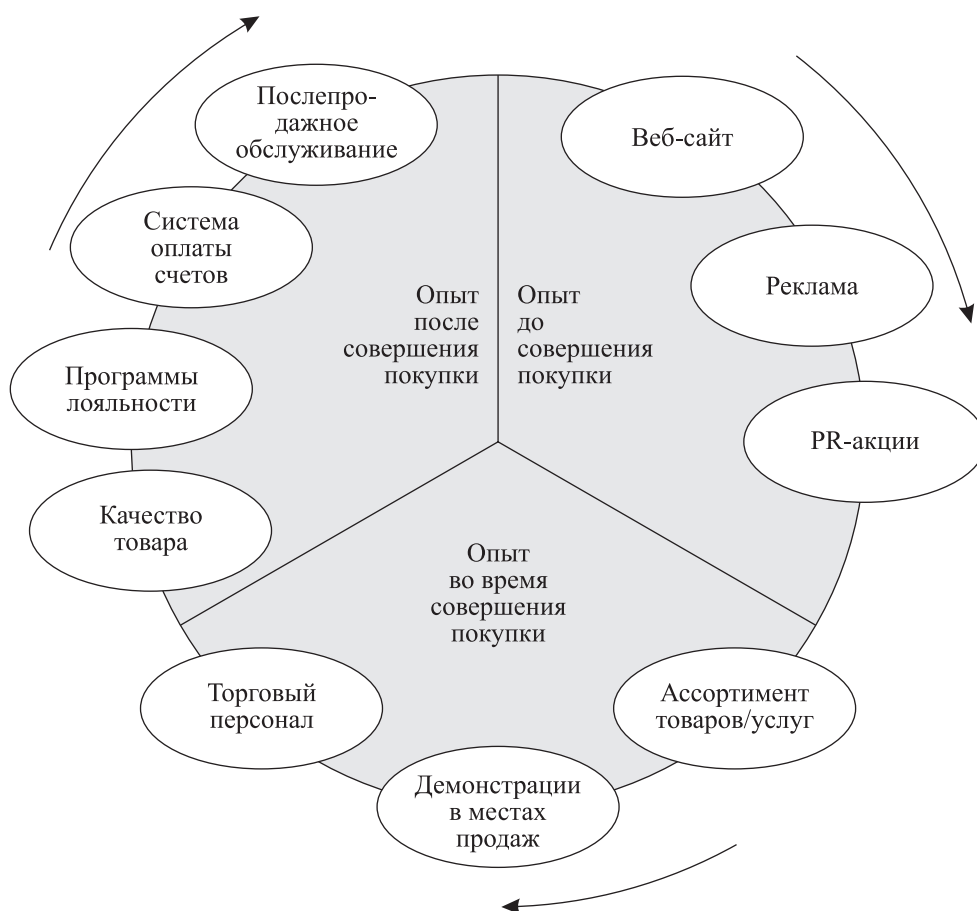 Послепро-
дажное
обслуживание
Веб-сайт
Система
оплаты
счетов
Реклама
Опыт
после
совершения
покупки
Опыт
до
совершения
покупки
Программы
лояльности
PR-акции
Качество
товара
Опыт
во время
совершения
покупки
Торговый
персонал
Ассортимент
товаров/услуг
Демонстрации
в местах
продаж